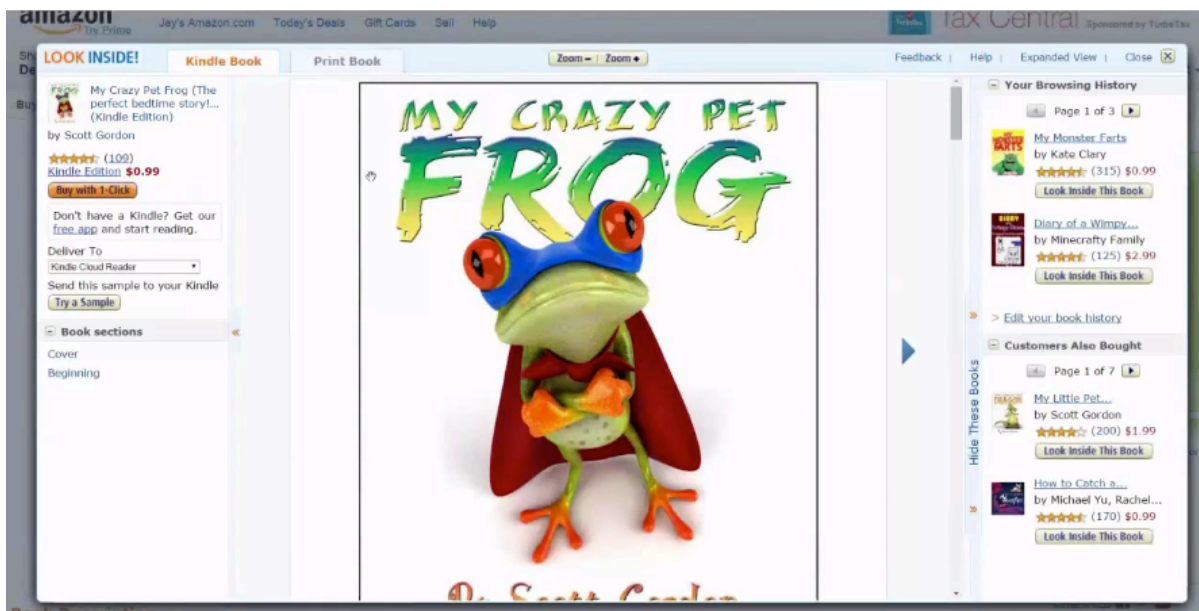 amazon
Try Prime
Jay's Amazon.com Today's Deals Gift Cards Sell Help
Tax Central Sponsored by TurboTax
LOOK INSIDE!
Kindle Book
Print Book
Zoom - Zoom +
Feedback | Help | Expanded View | Close
My Crazy Pet Frog (The
perfect bedtime story!...
(Kindle Edition)
by Scott Gordon
(109)
Kindle Edition $0.99
Buy with 1-Click
Don't have a Kindle? Get our
free app and start reading.
Deliver To
Kindle Cloud Reader
Send this sample to your Kindle
Try a Sample
Book sections
Cover
Beginning
MY CRAZY PET
FROG
By Scott Gordon
Hide These Books
Your Browsing History
Page 1 of 3
MY MONSTER
FARTS
My Monster Farts
by Kate Clary
(315) $0.99
Look Inside This Book
Diary of a Wimpy...
by Minecrafty Family
(125) $2.99
Look Inside This Book
> Edit your book history
Customers Also Bought
Page 1 of 7
My Little Pet...
by Scott Gordon
(200) $1.99
Look Inside This Book
How to Catch a...
by Michael Yu, Rachel...
(170) $0.99
Look Inside This Book